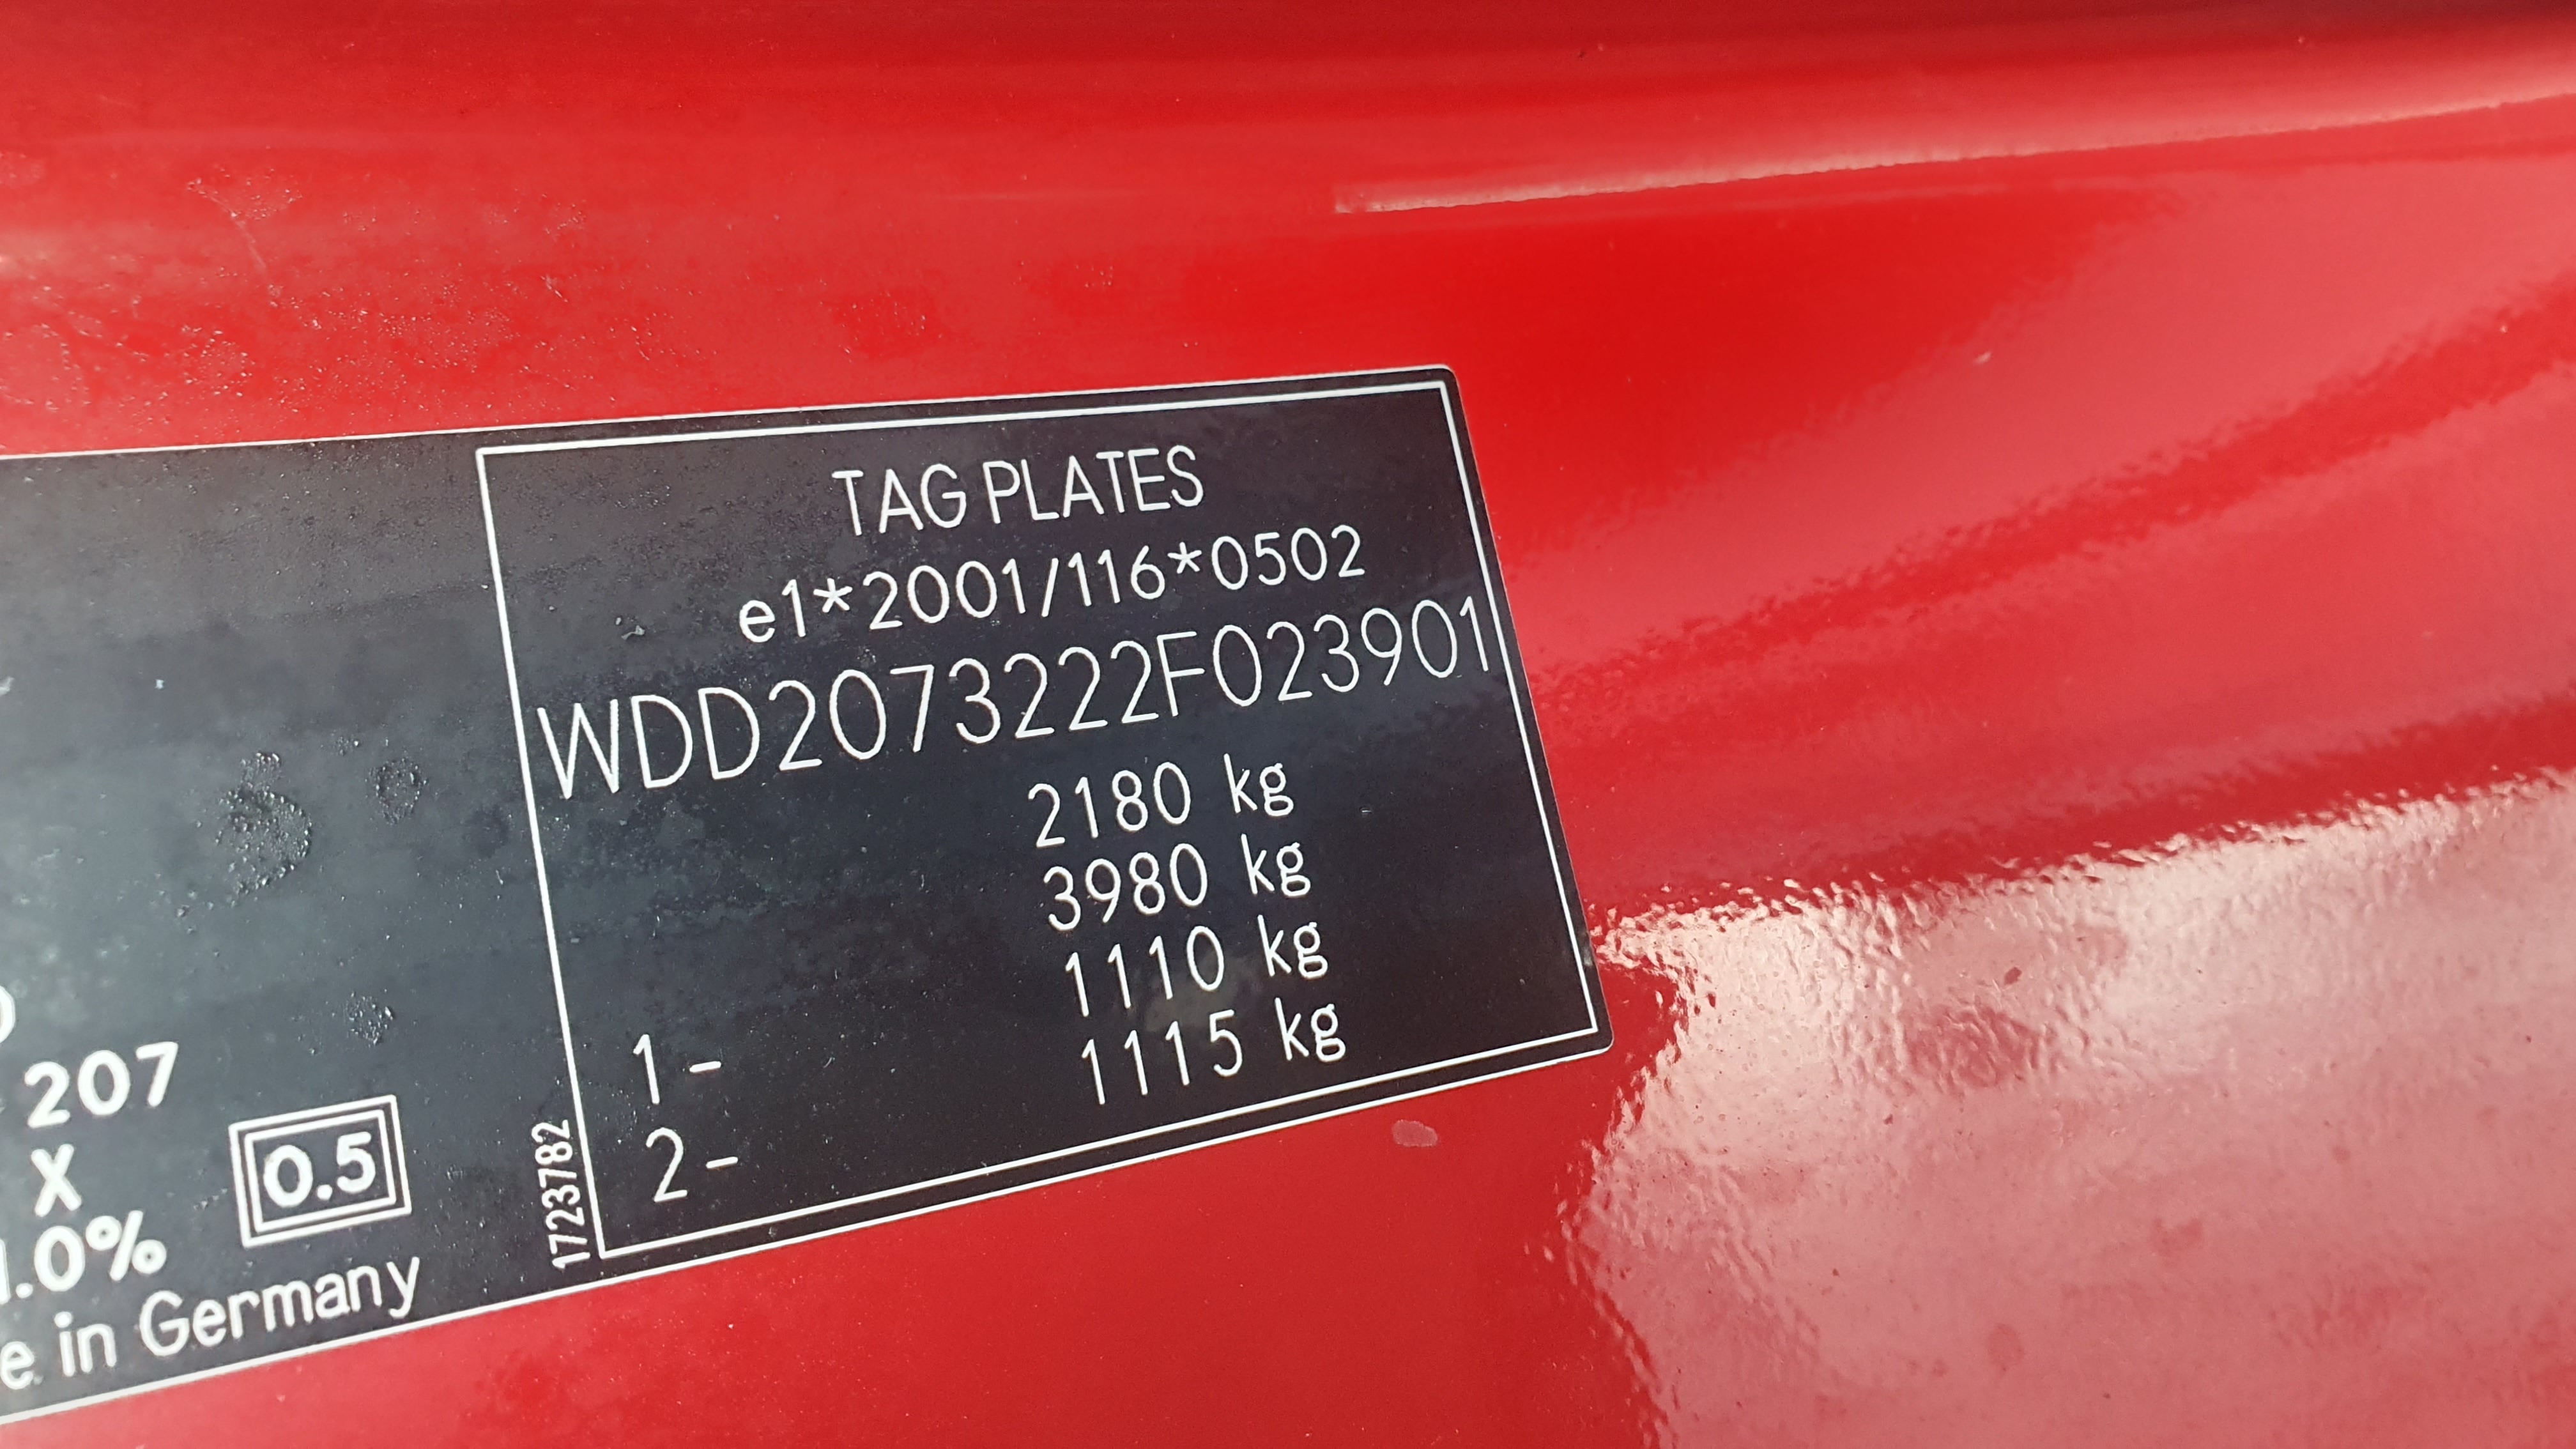 TAG PLATES
e1*2001/116*0502
WDD2073222F023901
2180 kg
3980 kg
1110 kg
1115 kg
1-
2-
17237782
207
X
0.5
.0%
e in Germany